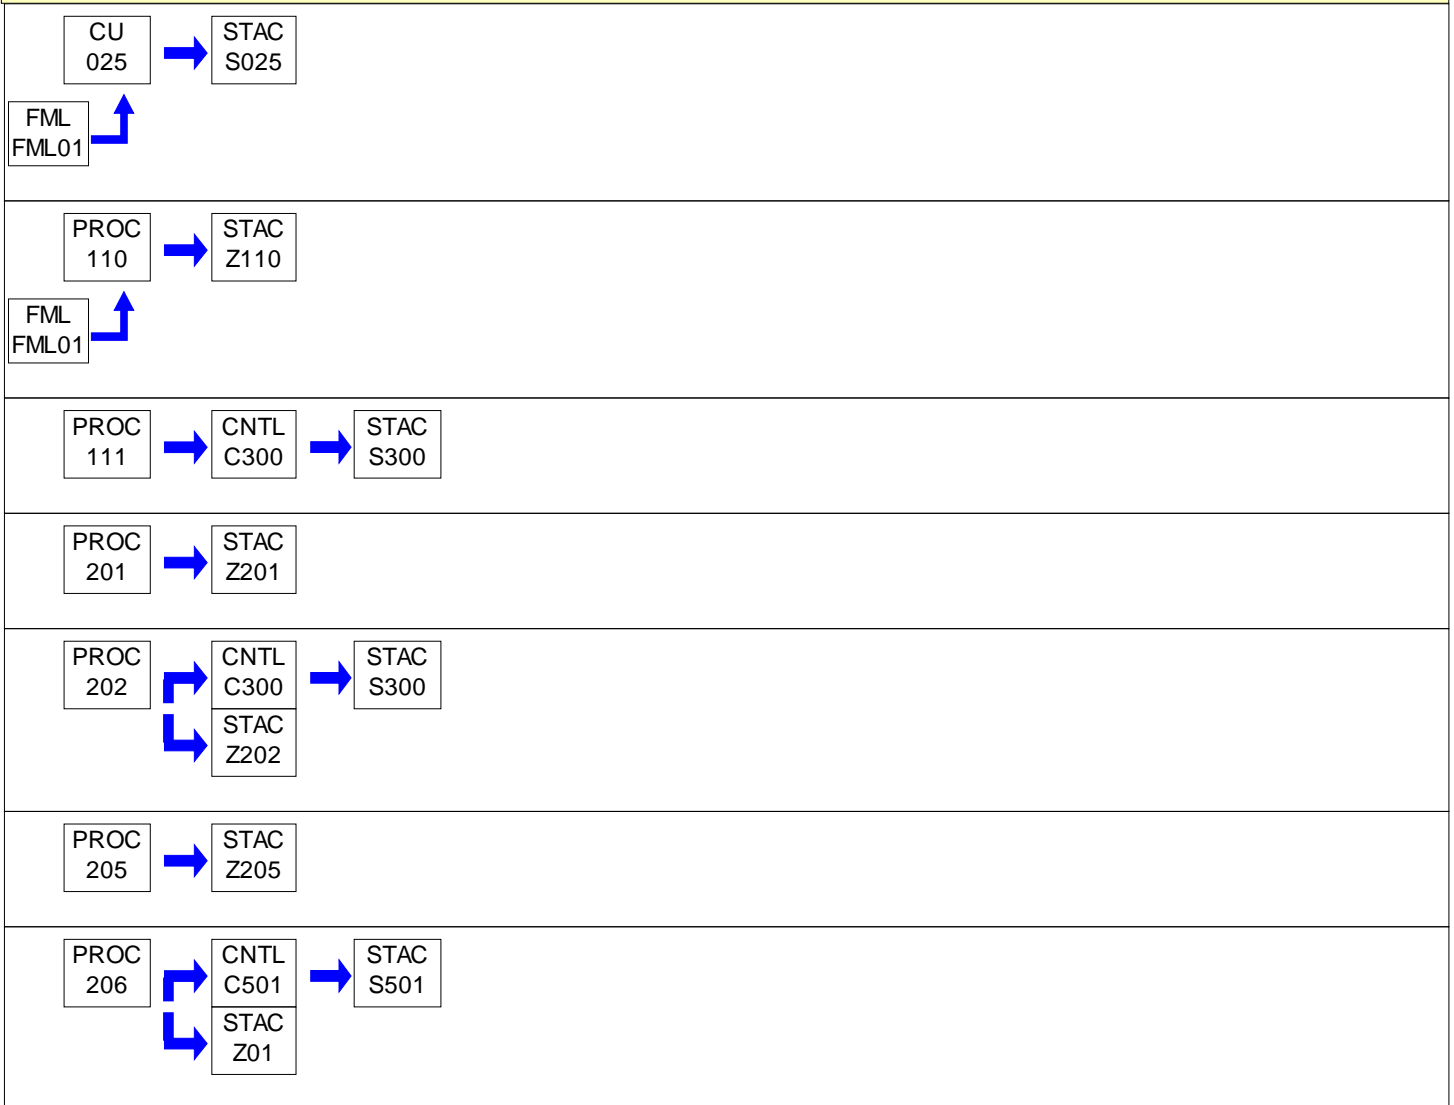 CU
025
STAC
S025
FML
FML01
PROC
110
STAC
Z110
FML
FML01
PROC
111
CNTL
C300
STAC
S300
PROC
201
STAC
Z201
PROC
202
CNTL
C300
STAC
S300
STAC
Z202
PROC
205
STAC
Z205
PROC
206
CNTL
C501
STAC
S501
STAC
Z01